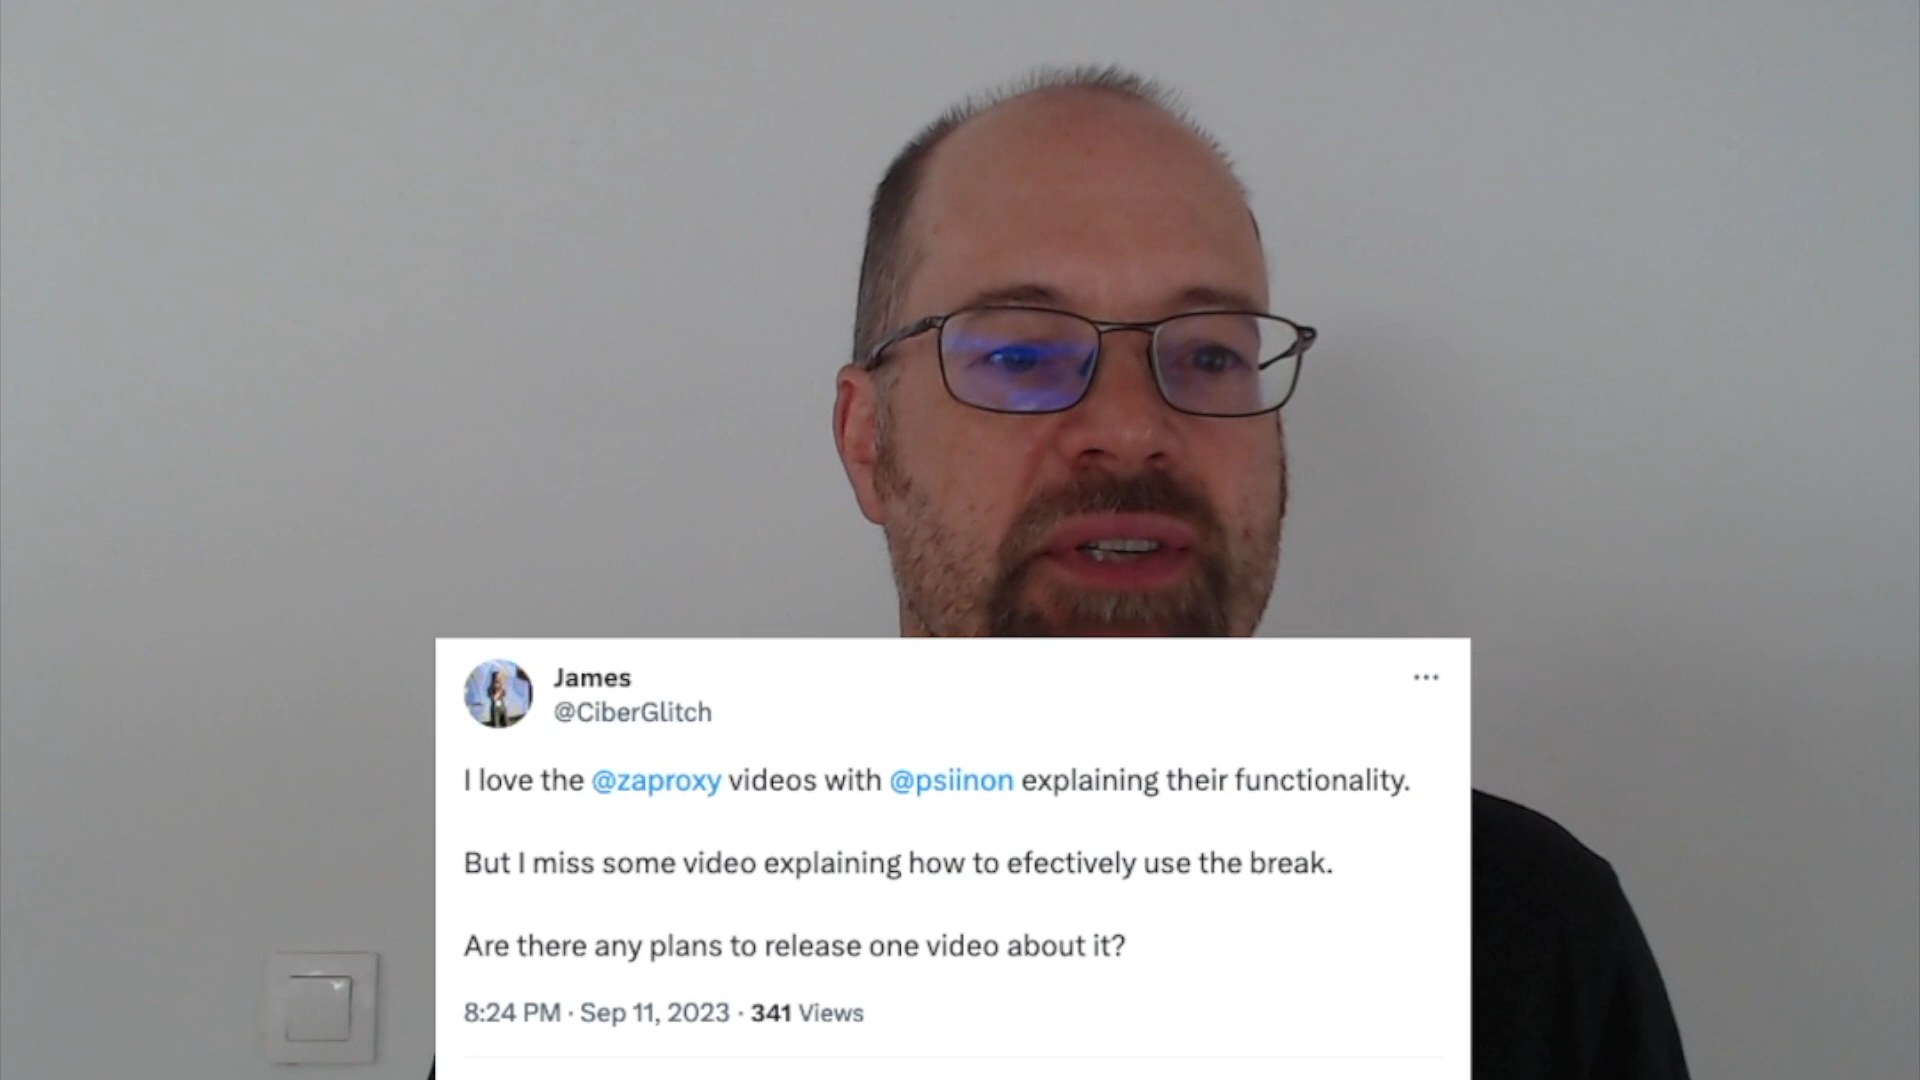 James
@CiberGlitch
I love the @zaproxy videos with @psiinon explaining their functionality.
But I miss some video explaining how to efectively use the break.
Are there any plans to release one video about it?
8:24 PM · Sep 11, 2023 · 341 Views